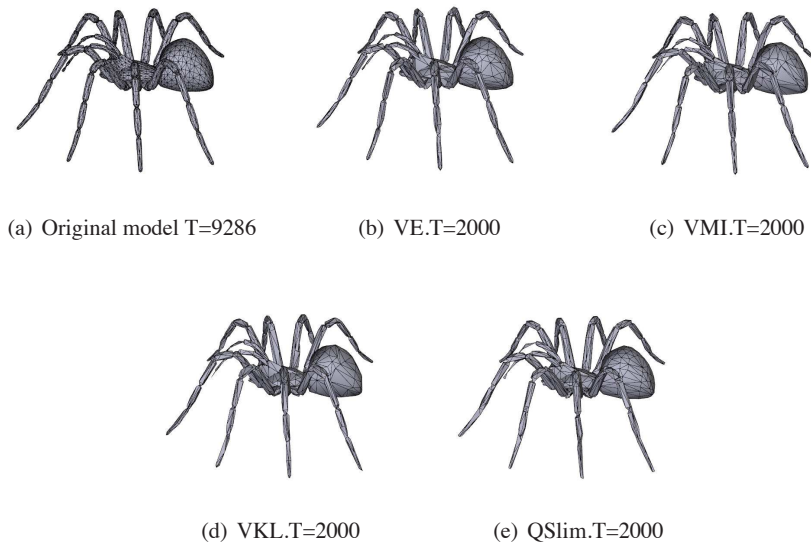 (a) Original model T=9286
(b) VE.T=2000
(c) VMI.T=2000
(d) VKL.T=2000
(e) QSlim.T=2000